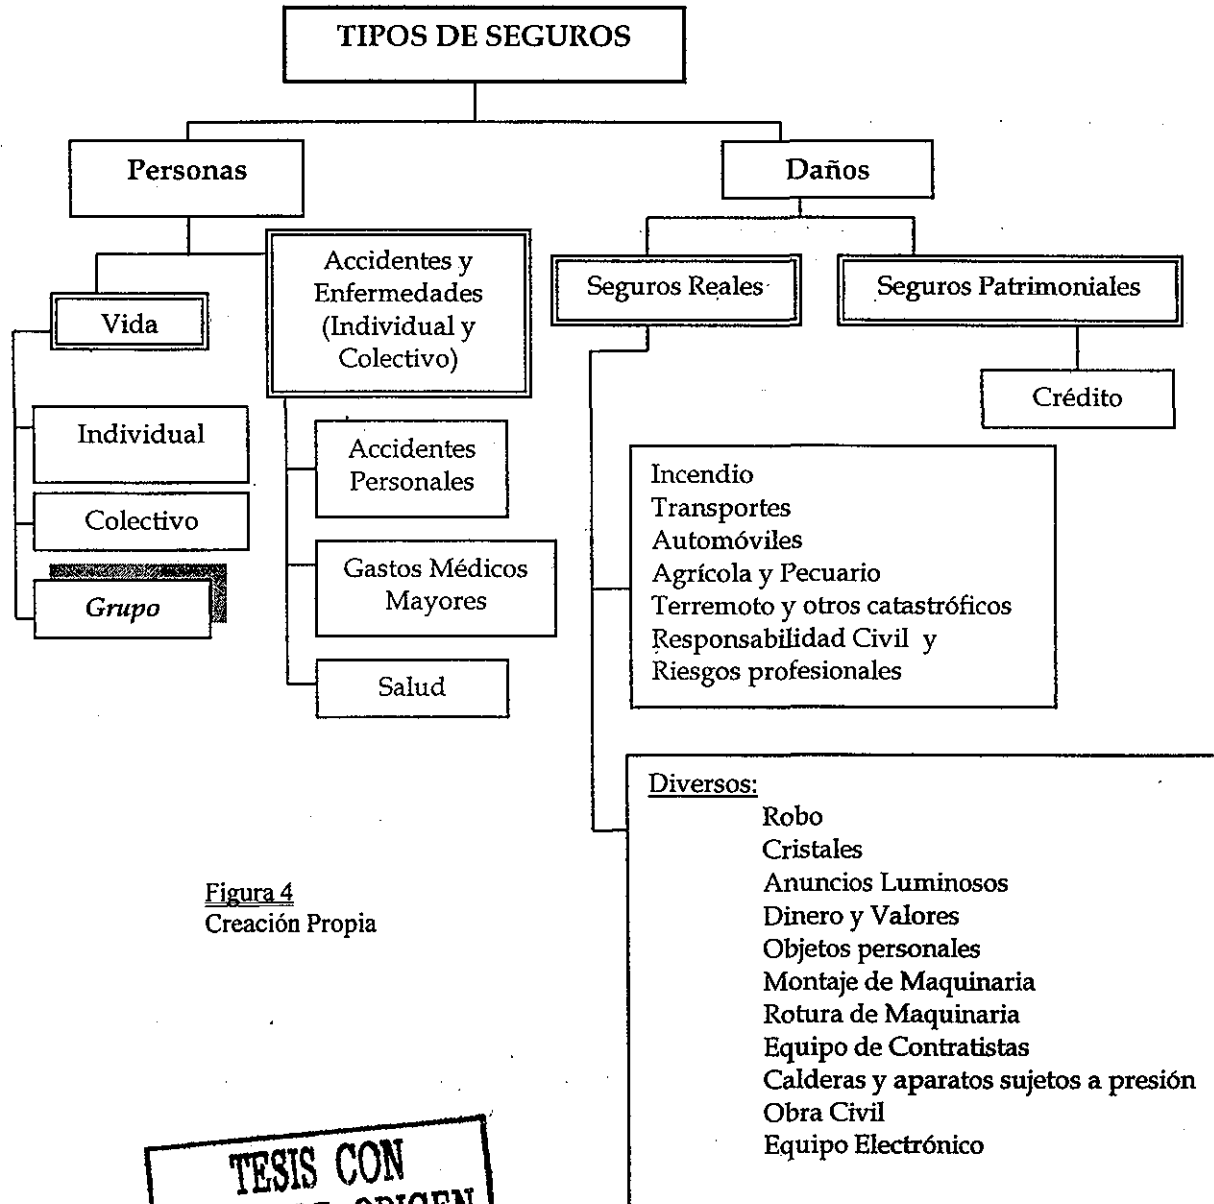 TIPOS DE SEGUROS
Personas
Daños
Vida
Accidentes y
Enfermedades
(Individual y
Colectivo)
Seguros Reales
Seguros Patrimoniales
Individual
Colectivo
Grupo
Accidentes
Personales
Gastos Médicos
Mayores
Salud
Crédito
Incendio
Transportes
Automóviles
Agrícola y Pecuario
Terremoto y otros catastróficos
Responsabilidad Civil y
Riesgos profesionales
Diversos:
Robo
Cristales
Anuncios Luminosos
Dinero y Valores
Objetos personales
Montaje de Maquinaria
Rotura de Maquinaria
Equipo de Contratistas
Calderas y aparatos sujetos a presión
Obra Civil
Equipo Electrónico
Figura 4
Creación Propia
TESIS CON
ORIGEN